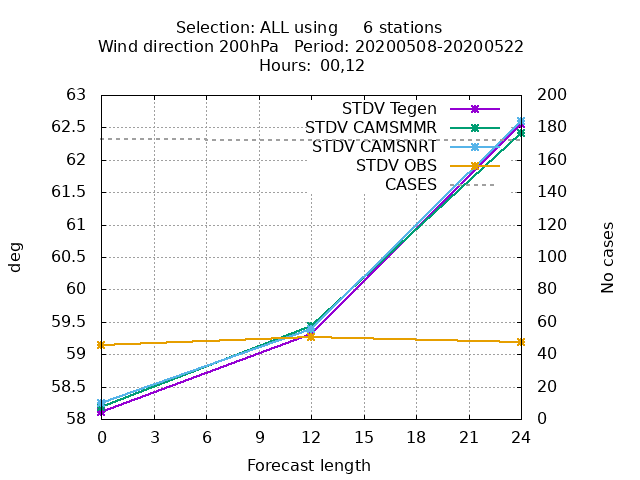 Selection: ALL using     6 stations
Wind direction 200hPa   Period: 20200508-20200522
Hours: 00,12
63
62.5
62
61.5
61
60.5
60
59.5
59
58.5
58
200
180
160
140
120
100
80
60
40
20
0
STDV Tegen
STDV CAMSMMR
STDV CAMSNRT
STDV OBS
CASES
deg
No cases
0 3 6 9 12 15 18 21 24
Forecast length